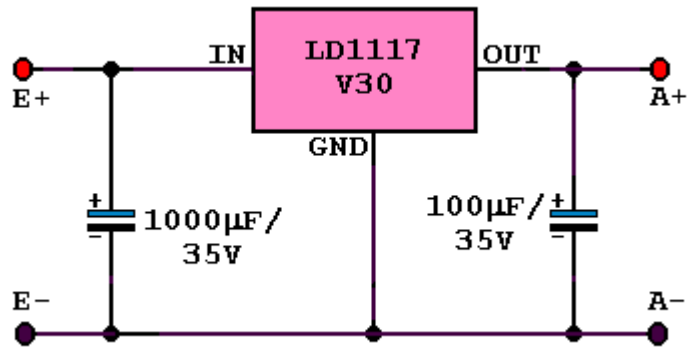 LD1117
V30
IN
OUT
E+
A+
GND
+
-
1000µF/
35V
100µF/
35V
+
-
E-
A-